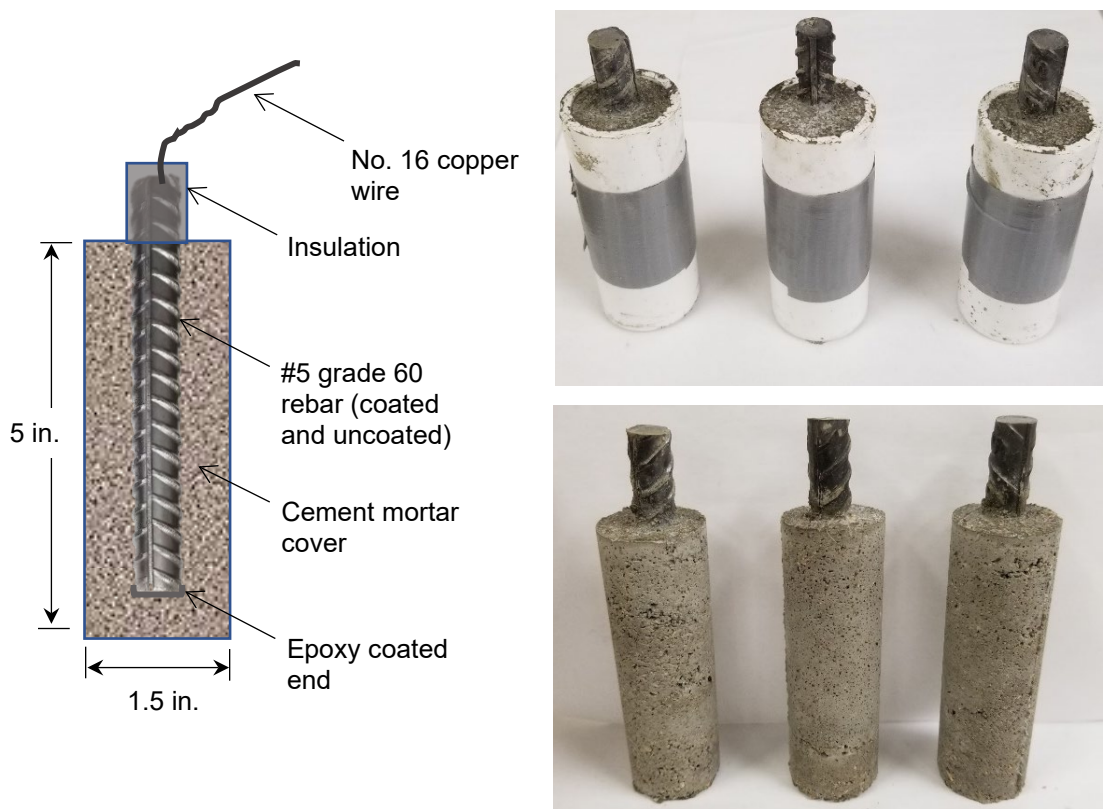 No. 16 copper
wire
Insulation
#5 grade 60
rebar (coated
and uncoated)
5 in.
Cement mortar
cover
Epoxy coated
end
1.5 in.